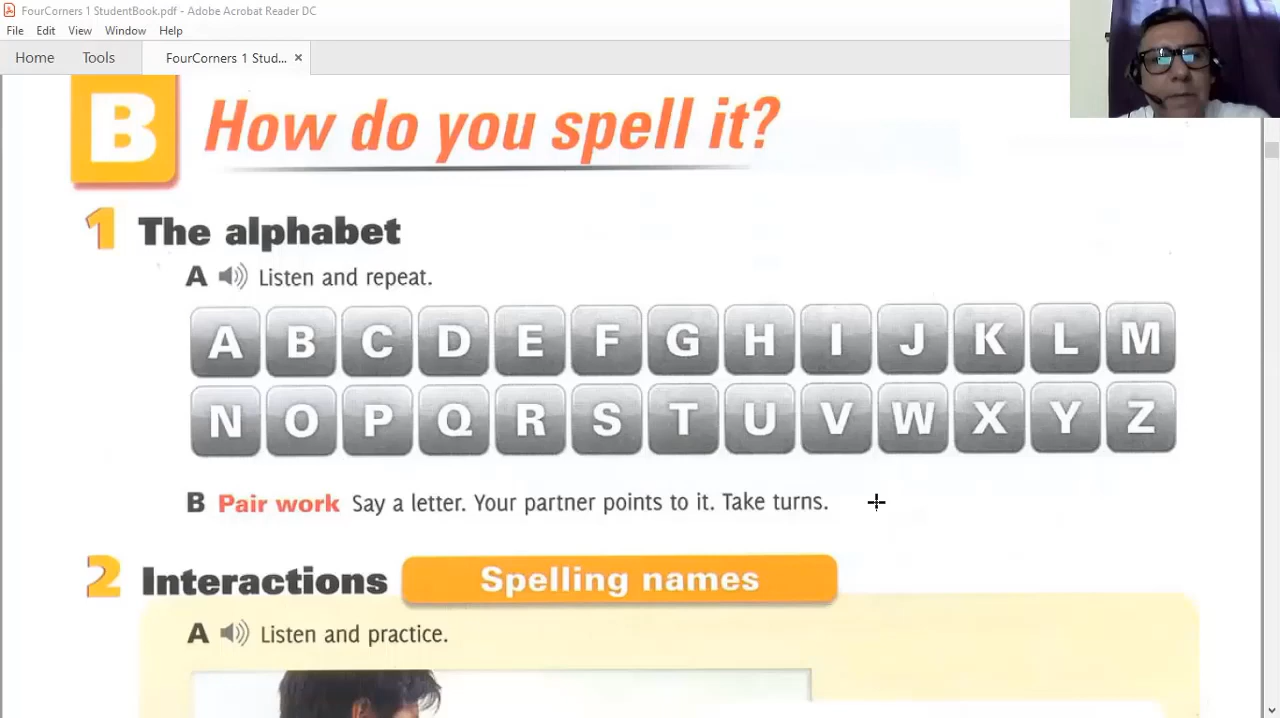 FourCorners 1 StudentBook.pdf - Adobe Acrobat Reader DC
File Edit View Window Help
Home Tools FourCorners 1 Stud... ×
B How do you spell it?
1 The alphabet
A Listen and repeat.
A B C D E F G H I J K L M
N O P Q R S T U V W X Y Z
B Pair work Say a letter. Your partner points to it. Take turns.
2 Interactions Spelling names
A Listen and practice.